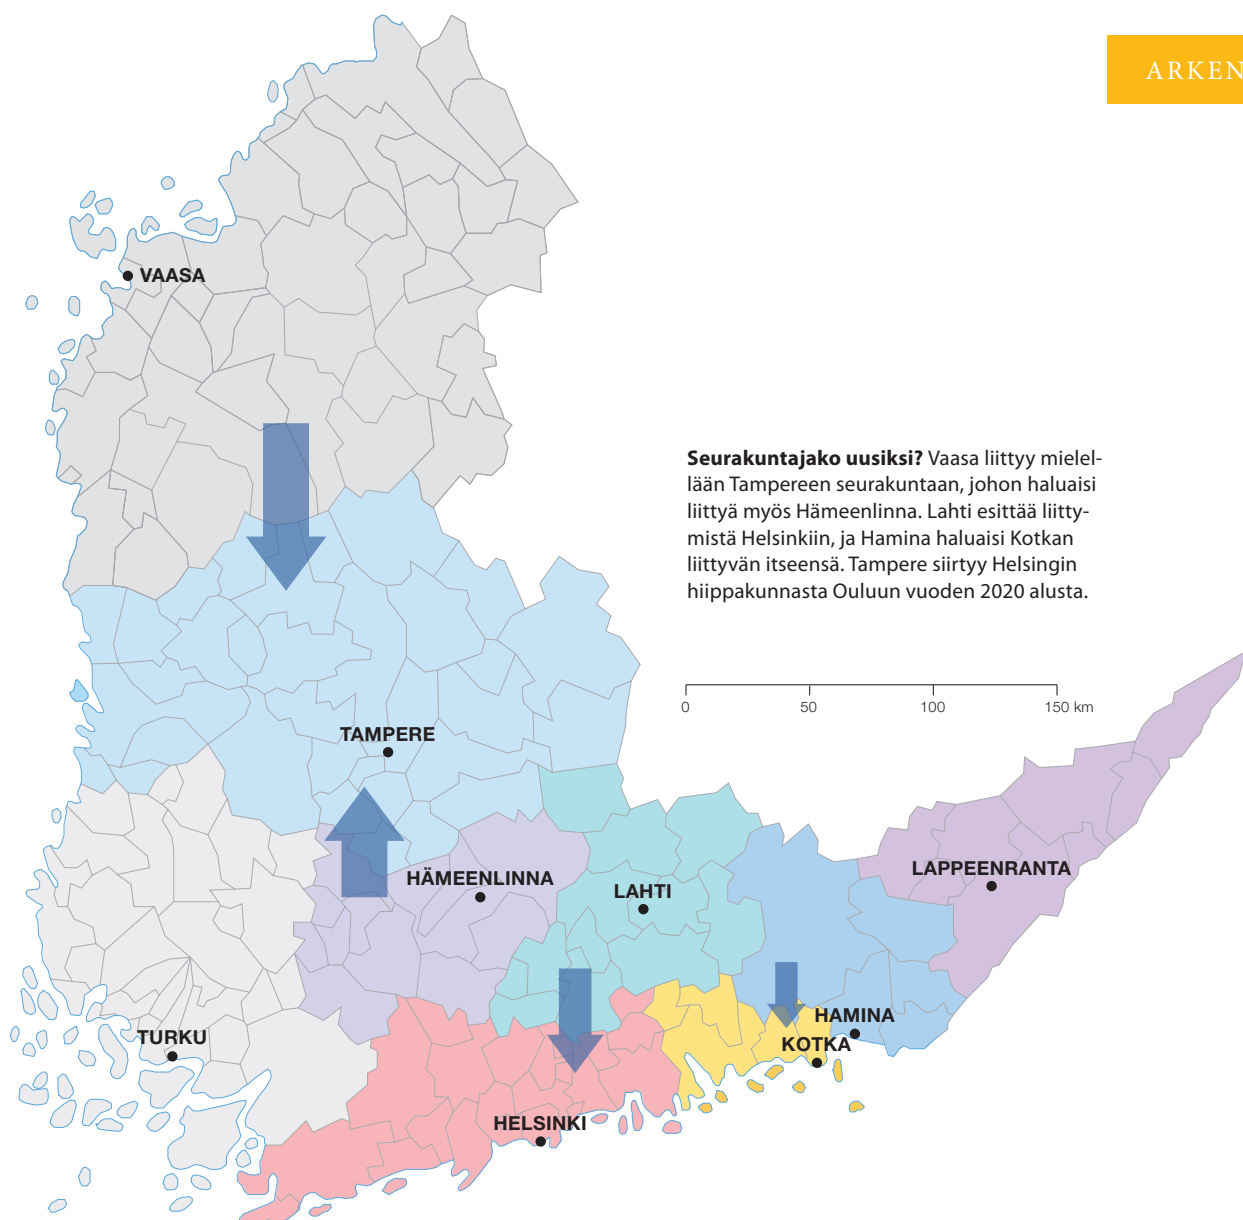 ARKEN
VAASA
Seurakuntajako uusiksi? Vaasa liittyy mielel-
lään Tampereen seurakuntaan, johon haluaisi
liittyä myös Hämeenlinna. Lahti esittää liitty-
mistä Helsinkiin, ja Hamina haluaisi Kotkan
liittyvän itseensä. Tampere siirtyy Helsingin
hiippakunnasta Ouluun vuoden 2020 alusta.
0 50 100 150 km
TAMPERE
LAPPEENRANTA
HÄMEENLINNA
LAHTI
HAMINA
TURKU
KOTKA
HELSINKI